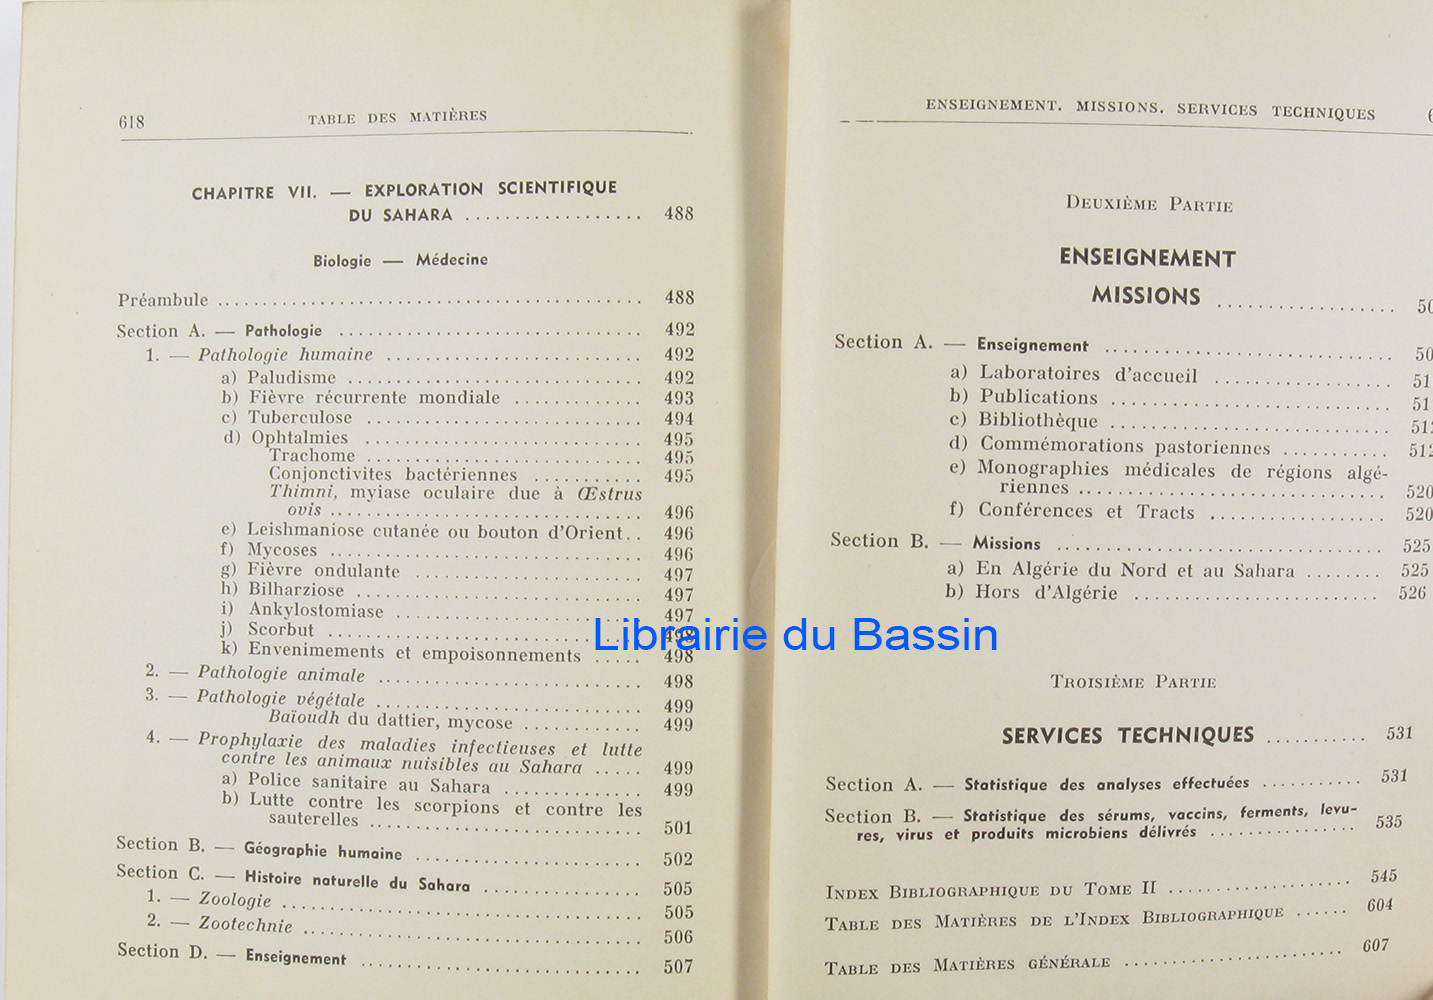 618 TABLE DES MATIÈRES
CHAPITRE VII. — EXPLORATION SCIENTIFIQUE
DU SAHARA .................. 488
Biologie — Médecine
Préambule .................. 488
Section A. — Pathologie .................. 492
1. — Pathologie humaine .................. 492
a) Paludisme .................. 492
b) Fièvre récurrente mondiale ............ 493
c) Tuberculose .................. 494
d) Ophtalmies .................. 495
Trachome .................. 495
Conjonctivites bactériennes ........... 495
Thimni, myiase oculaire due à Œstrus
ovis .................. 496
e) Leishmaniose cutanée ou bouton d'Orient.. 496
f) Mycoses .................. 496
g) Fièvre ondulante .................. 497
h) Bilharziose .................. 497
i) Ankylostomiase .................. 497
j) Scorbut .................. 498
k) Envenimements et empoisonnements ..... 498
2. — Pathologie animale .................. 498
3. — Pathologie végétale .................. 499
Baïoudh du dattier, mycose ............ 499
4. — Prophylaxie des maladies infectieuses et lutte
contre les animaux nuisibles au Sahara ..... 499
a) Police sanitaire au Sahara .............. 499
b) Lutte contre les scorpions et contre les
sauterelles .................. 501
Section B. — Géographie humaine .................. 502
Section C. — Histoire naturelle du Sahara .............. 505
1. — Zoologie .................. 505
2. — Zootechnie .................. 506
Section D. — Enseignement .................. 507
ENSEIGNEMENT. MISSIONS. SERVICES TECHNIQUES
DEUXIÈME PARTIE
ENSEIGNEMENT
MISSIONS ..................
Section A. — Enseignement ..................
a) Laboratoires d'accueil ..................
b) Publications ..................
c) Bibliothèque .................. 512
d) Commémorations pastoriennes ........... 512
e) Monographies médicales de régions algé-
riennes .................. 520
f) Conférences et Tracts .................. 520
Section B. — Missions .................. 525
a) En Algérie du Nord et au Sahara ........ 525
b) Hors d'Algérie .................. 526
Librairie du Bassin
TROISIÈME PARTIE
SERVICES TECHNIQUES .......... 531
Section A. — Statistique des analyses effectuées ........... 531
Section B. — Statistique des sérums, vaccins, ferments, levu-
res, virus et produits microbiens délivrés ................ 535
INDEX BIBLIOGRAPHIQUE DU TOME II .................. 545
TABLE DES MATIÈRES DE L'INDEX BIBLIOGRAPHIQUE ...... 604
TABLE DES MATIÈRES GÉNÉRALE .................. 607